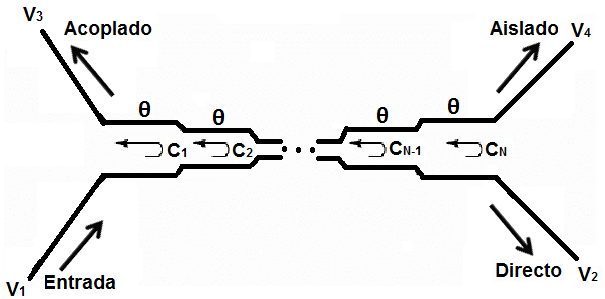 V3
Acoplado
Aislado
V4
θ θ θ θ
C1 C2 CN-1 CN
V1
Entrada
Directo
V2